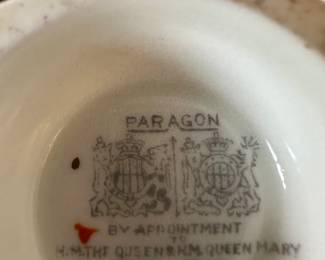 PARAGON
BY APPOINTMENT
TO
H.M.THE QUEEN & H.M. QUEEN MARY